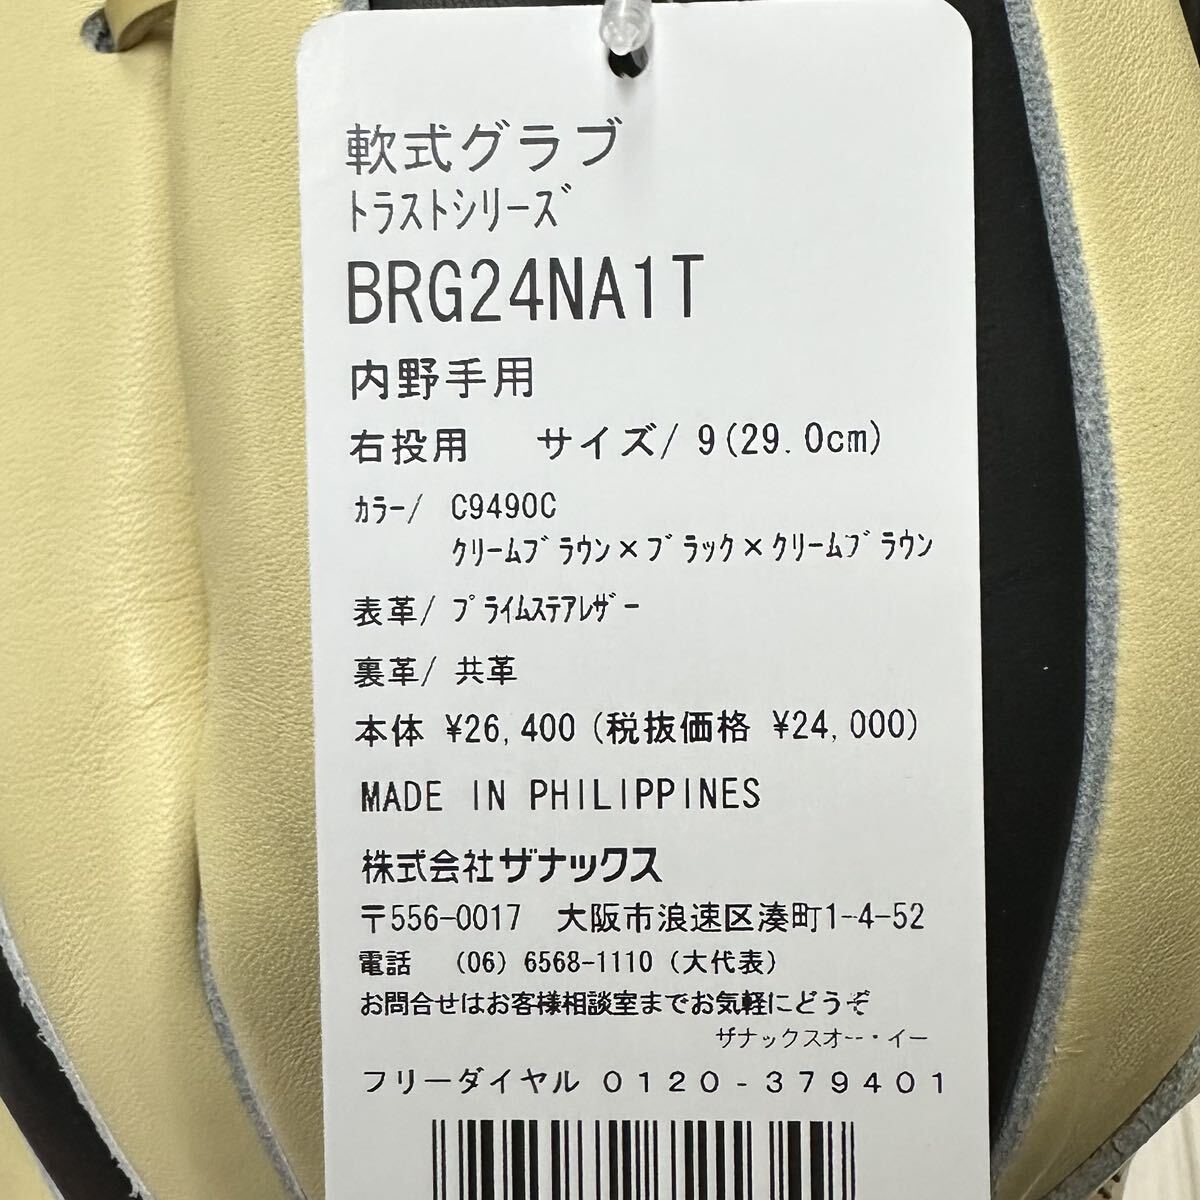 軟式グラブ
ﾄﾗｽﾄｼﾘｰｽﾞ
BRG24NA1T
内野手用
右投用 サイズ/ 9(29.0cm)
ｶﾗｰ/ C9490C
ｸﾘｰﾑﾌﾞﾗｳﾝ×ﾌﾞﾗｯｸ×ｸﾘｰﾑﾌﾞﾗｳﾝ
表革/ ﾌﾟﾗｲﾑｽﾃｱﾚｻﾞｰ
裏革/ 共革
本体 ¥26,400 (税抜価格 ¥24,000)
MADE IN PHILIPPINES
株式会社ザナックス
〒556-0017 大阪市浪速区湊町1-4-52
電話 (06) 6568-1110 (大代表)
お問合せはお客様相談室までお気軽にどうぞ
ザナックスオー・イー
フリーダイヤル 0120-379401